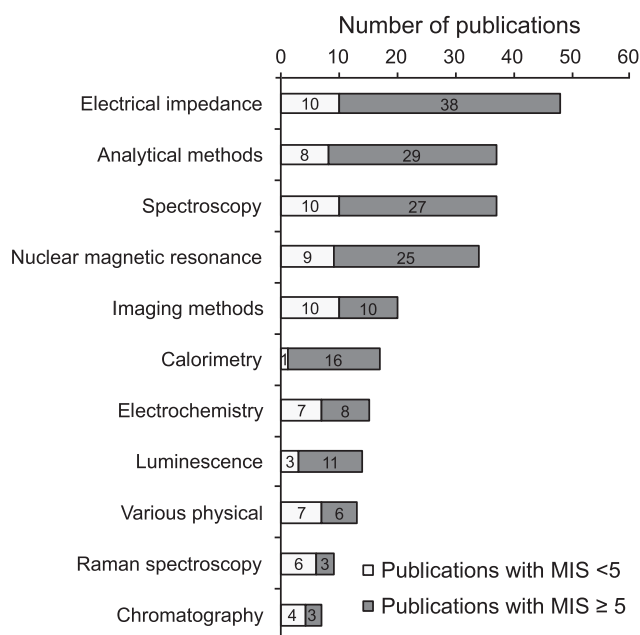 Number of publications
0 10 20 30 40 50 60
Electrical impedance 10 38
Analytical methods 8 29
Spectroscopy 10 27
Nuclear magnetic resonance 9 25
Imaging methods 10 10
Calorimetry 1 16
Electrochemistry 7 8
Luminescence 3 11
Various physical 7 6
Raman spectroscopy 6 3
Publications with MIS <5
Publications with MIS ≥ 5
Chromatography 4 3